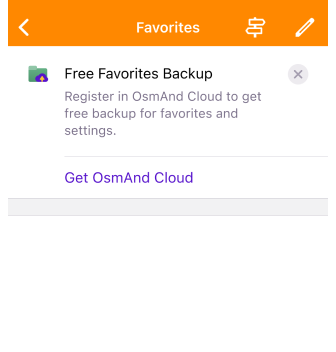 Favorites
Free Favorites Backup
Register in OsmAnd Cloud to get
free backup for favorites and
settings.
Get OsmAnd Cloud